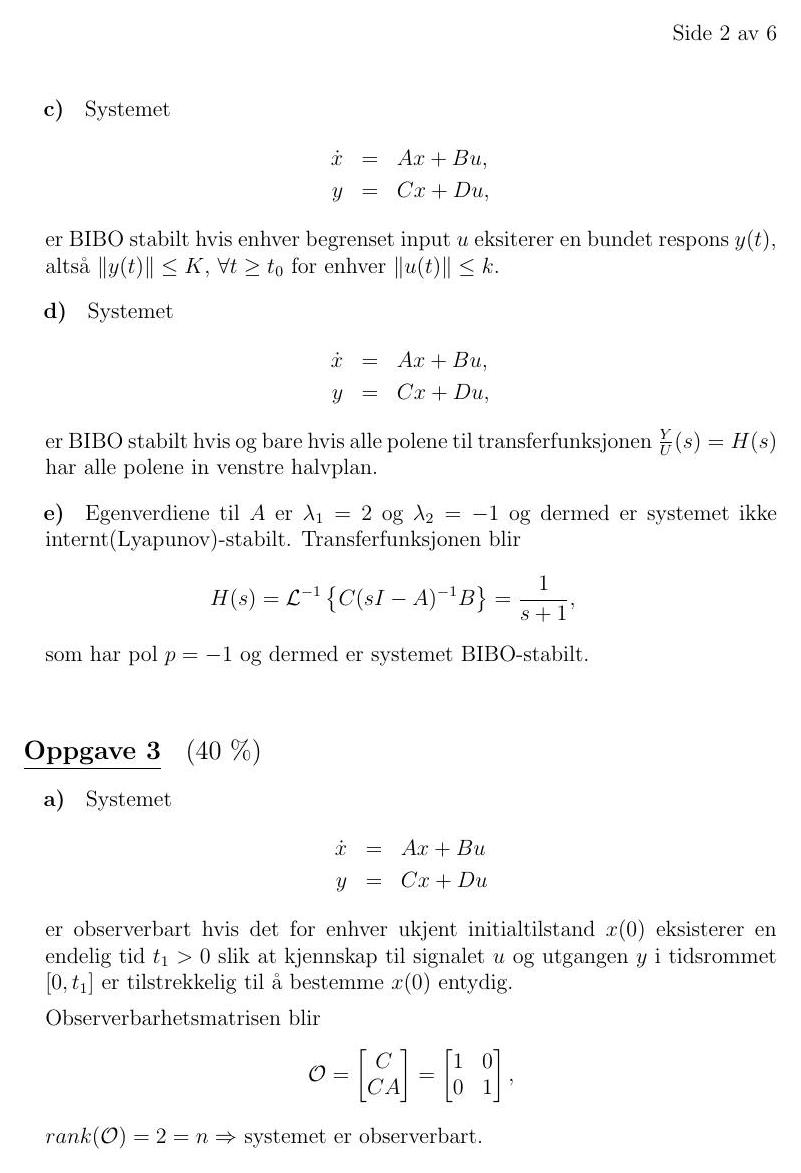 Side 2 av 6
c) Systemet
ẋ = Ax + Bu,
y = Cx + Du,
er BIBO stabilt hvis enhver begrenset input u eksiterer en bundet respons y(t),
altså ‖y(t)‖ ≤ K, ∀t ≥ t₀ for enhver ‖u(t)‖ ≤ k.
d) Systemet
ẋ = Ax + Bu,
y = Cx + Du,
er BIBO stabilt hvis og bare hvis alle polene til transferfunksjonen Y/U(s) = H(s)
har alle polene in venstre halvplan.
e) Egenverdiene til A er λ₁ = 2 og λ₂ = −1 og dermed er systemet ikke
internt(Lyapunov)-stabilt. Transferfunksjonen blir
H(s) = ℒ⁻¹ {C(sI − A)⁻¹B} = 1/(s + 1),
som har pol p = −1 og dermed er systemet BIBO-stabilt.
Oppgave 3 (40 %)
a) Systemet
ẋ = Ax + Bu
y = Cx + Du
er observerbart hvis det for enhver ukjent initialtilstand x(0) eksisterer en
endelig tid t₁ > 0 slik at kjennskap til signalet u og utgangen y i tidsrommet
[0, t₁] er tilstrekkelig til å bestemme x(0) entydig.
Observerbarhetsmatrisen blir
𝒪 = [C; CA] = [1 0; 0 1],
rank(𝒪) = 2 = n ⇒ systemet er observerbart.